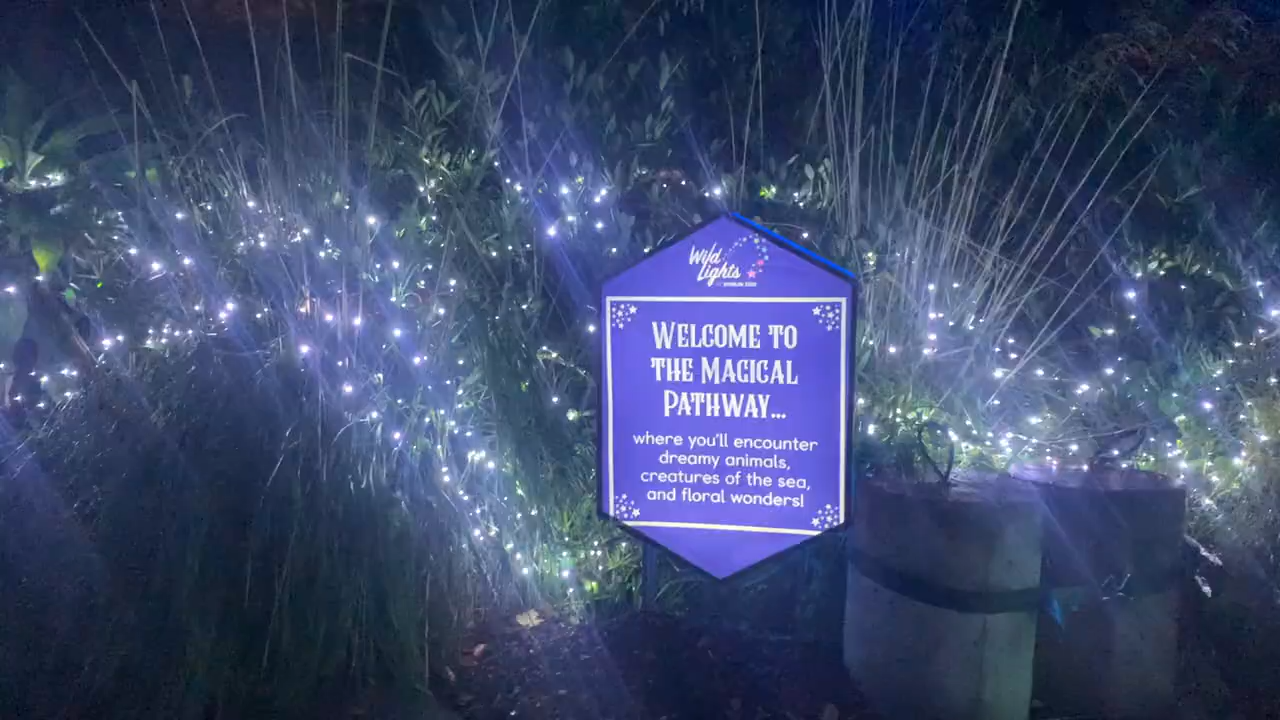 Wild
Lights
WELCOME TO
THE MAGICAL
PATHWAY...
where you'll encounter
dreamy animals,
creatures of the sea,
and floral wonders!